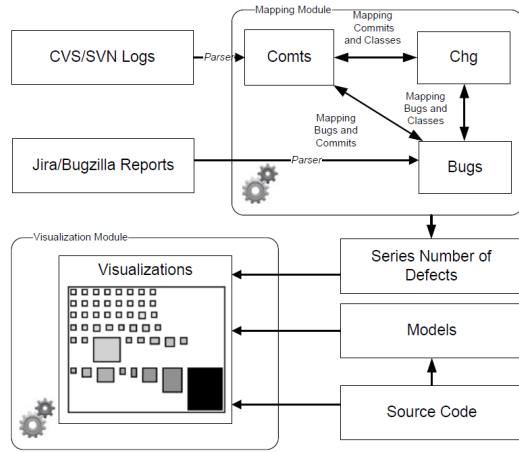 Mapping Module
CVS/SVN Logs
Parser
Comts
Mapping
Commits
and Classes
Chg
Mapping
Bugs and
Commits
Mapping
Bugs and
Classes
Jira/Bugzilla Reports
Parser
Bugs
Visualization Module
Visualizations
Series Number of
Defects
Models
Source Code